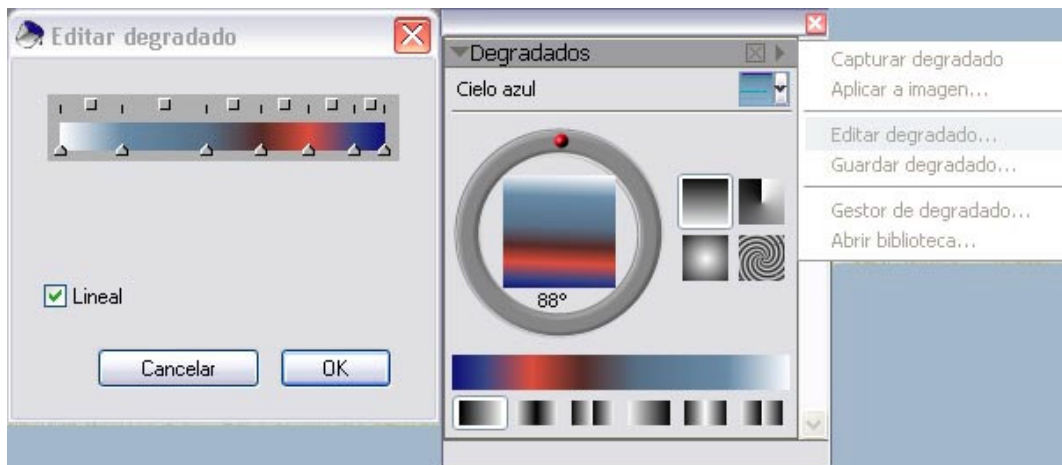 Editar degradado
Lineal
Cancelar
OK
Degradados
Cielo azul
88°
Capturar degradado
Aplicar a imagen...
Editar degradado...
Guardar degradado...
Gestor de degradado...
Abrir biblioteca...